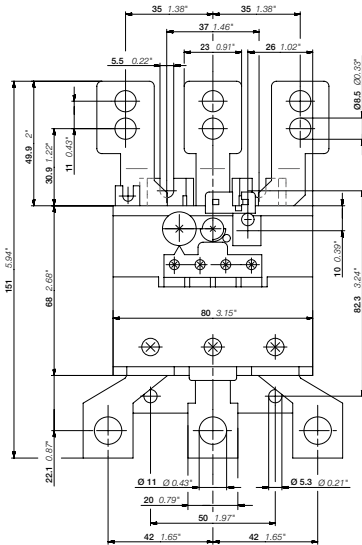 35 1.38" 35 1.38"
37 1.46"
23 0.91" 26 1.02"
5.5 0.22"
Ø8.5 Ø0.33"
49.9 2"
30.9 1.22"
11 0.43"
10 0.39"
151 5.94"
68 2.68"
82.3 3.24"
80 3.15"
22.1 0.87"
Ø 11 Ø 0.43" Ø 5.3 Ø 0.21"
20 0.79"
50 1.97"
42 1.65" 42 1.65"